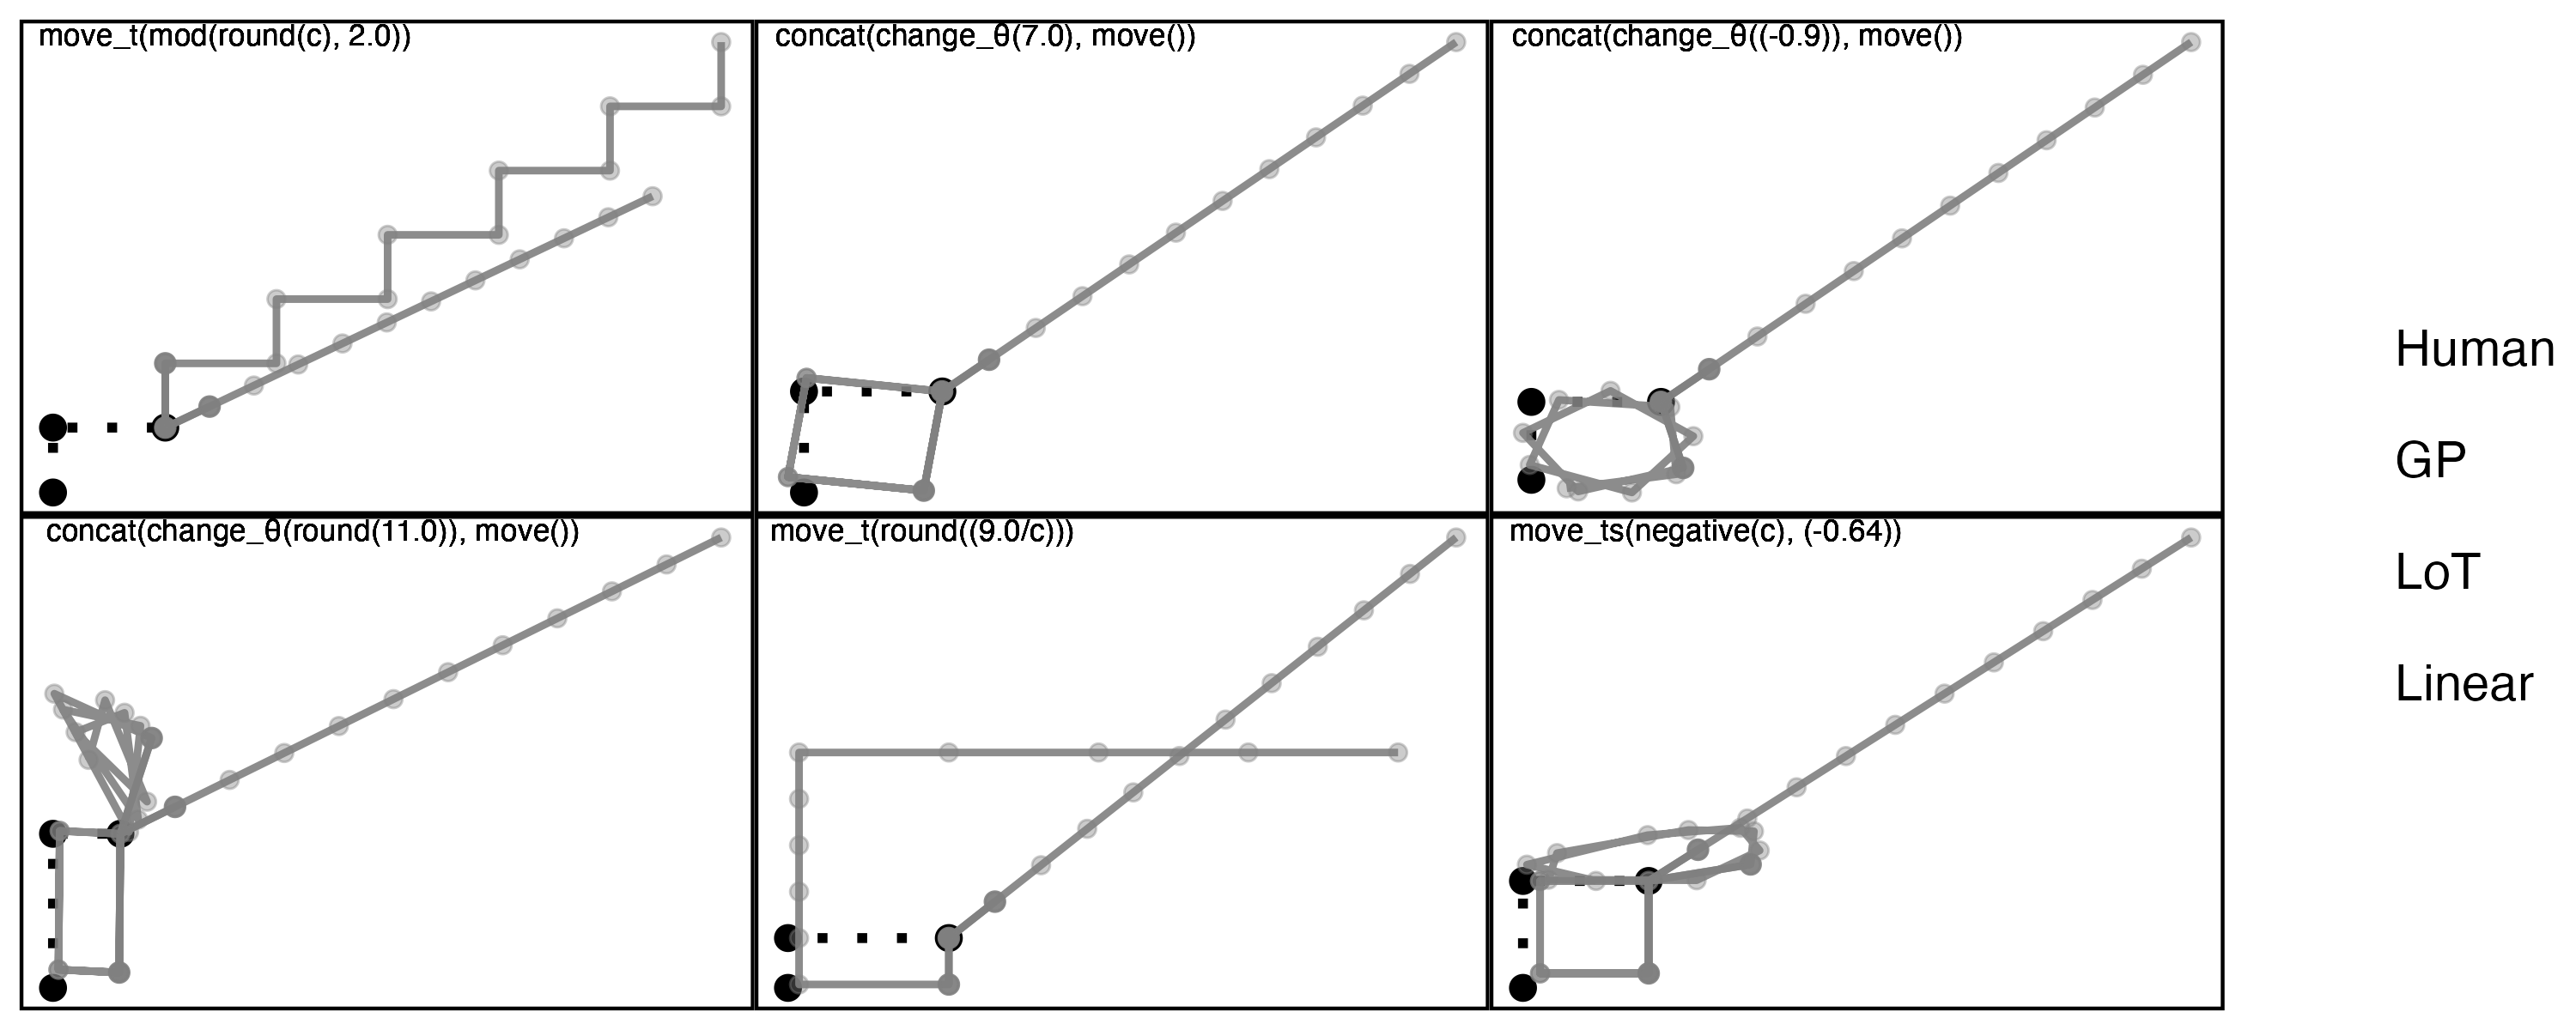 move_t(mod(round(c), 2.0))
concat(change_θ(7.0), move())
concat(change_θ((-0.9)), move())
concat(change_θ(round(11.0)), move())
move_t(round((9.0/c)))
move_ts(negative(c), (-0.64))
Human
GP
LoT
Linear